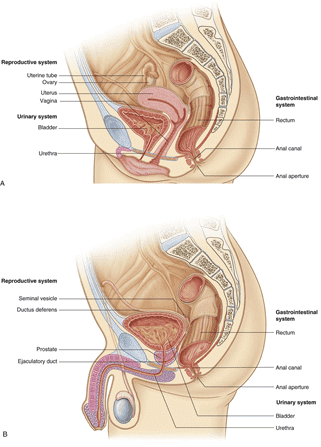 Reproductive system
Uterine tube
Ovary
Uterus
Vagina
Urinary system
Bladder
Urethra
Gastrointestinal
system
Rectum
Anal canal
Anal aperture
A
Reproductive system
Seminal vesicle
Ductus deferens
Prostate
Ejaculatory duct
Gastrointestinal
system
Rectum
Anal canal
Anal aperture
Urinary system
Bladder
Urethra
B